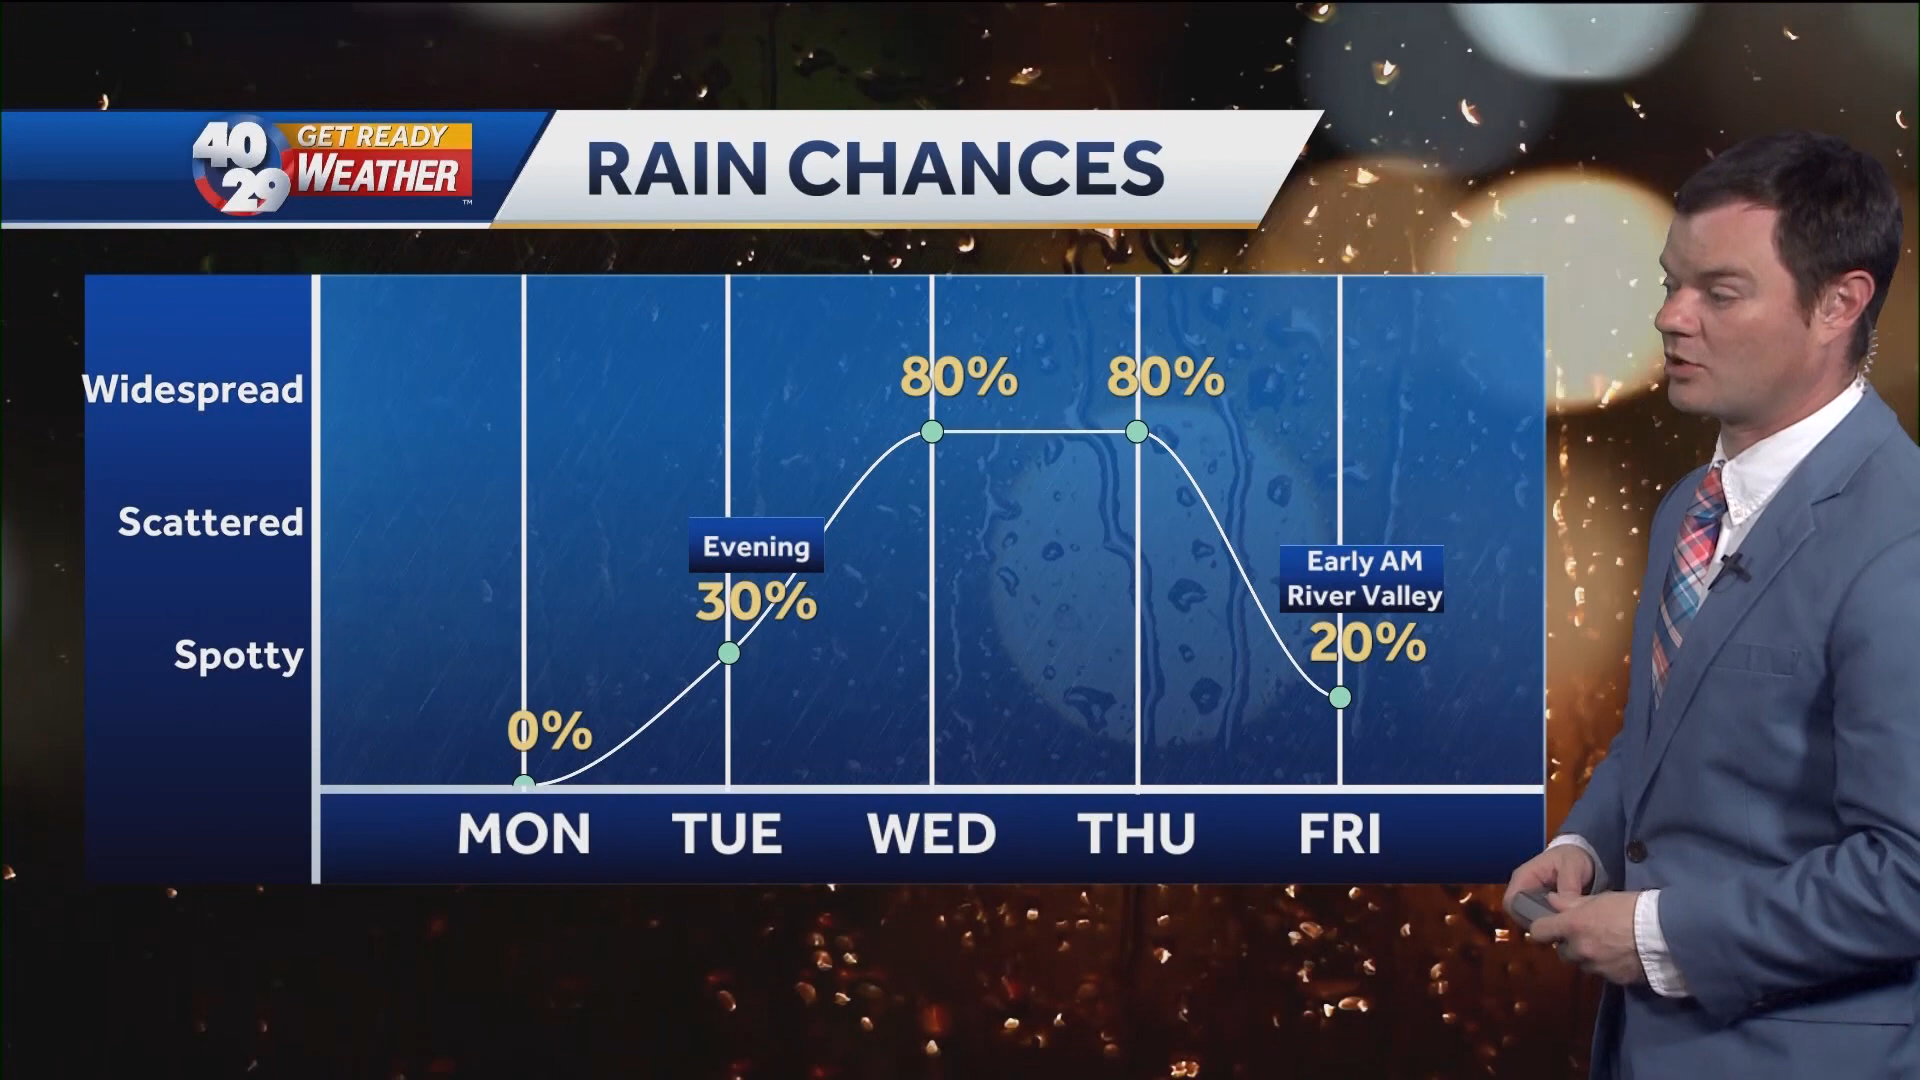 40
29
GET READY
WEATHER™
RAIN CHANCES
Widespread
Scattered
Spotty
0%
Evening
30%
80%
80%
Early AM
River Valley
20%
MON TUE WED THU FRI